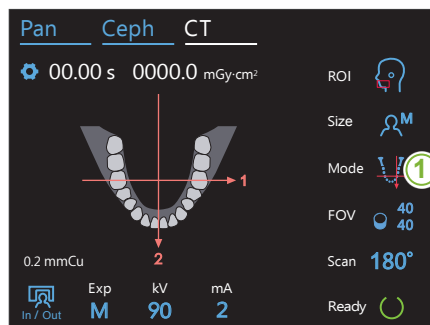 Pan Ceph CT
00.00 s 0000.0 mGy·cm²
ROI
Size M
Mode 1
1
FOV 40
40
2
0.2 mmCu
Scan 180°
Exp kV mA
In / Out M 90 2
Ready